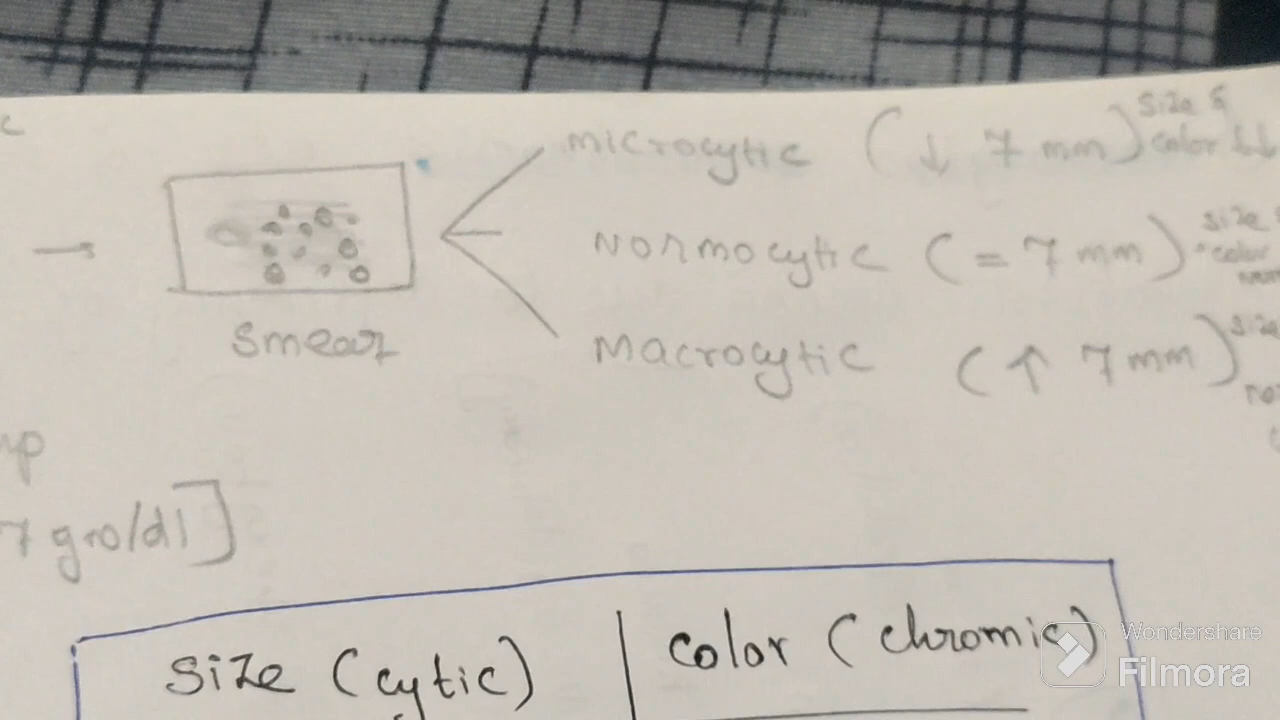 microcytic (↓ 7 mm) size &
color ↓↓
Normocytic (= 7 mm) size
color
smear
Macrocytic (↑ 7 mm) size
7 gm/dl]
size (cytic) | color (chromic)
Wondershare
Filmora